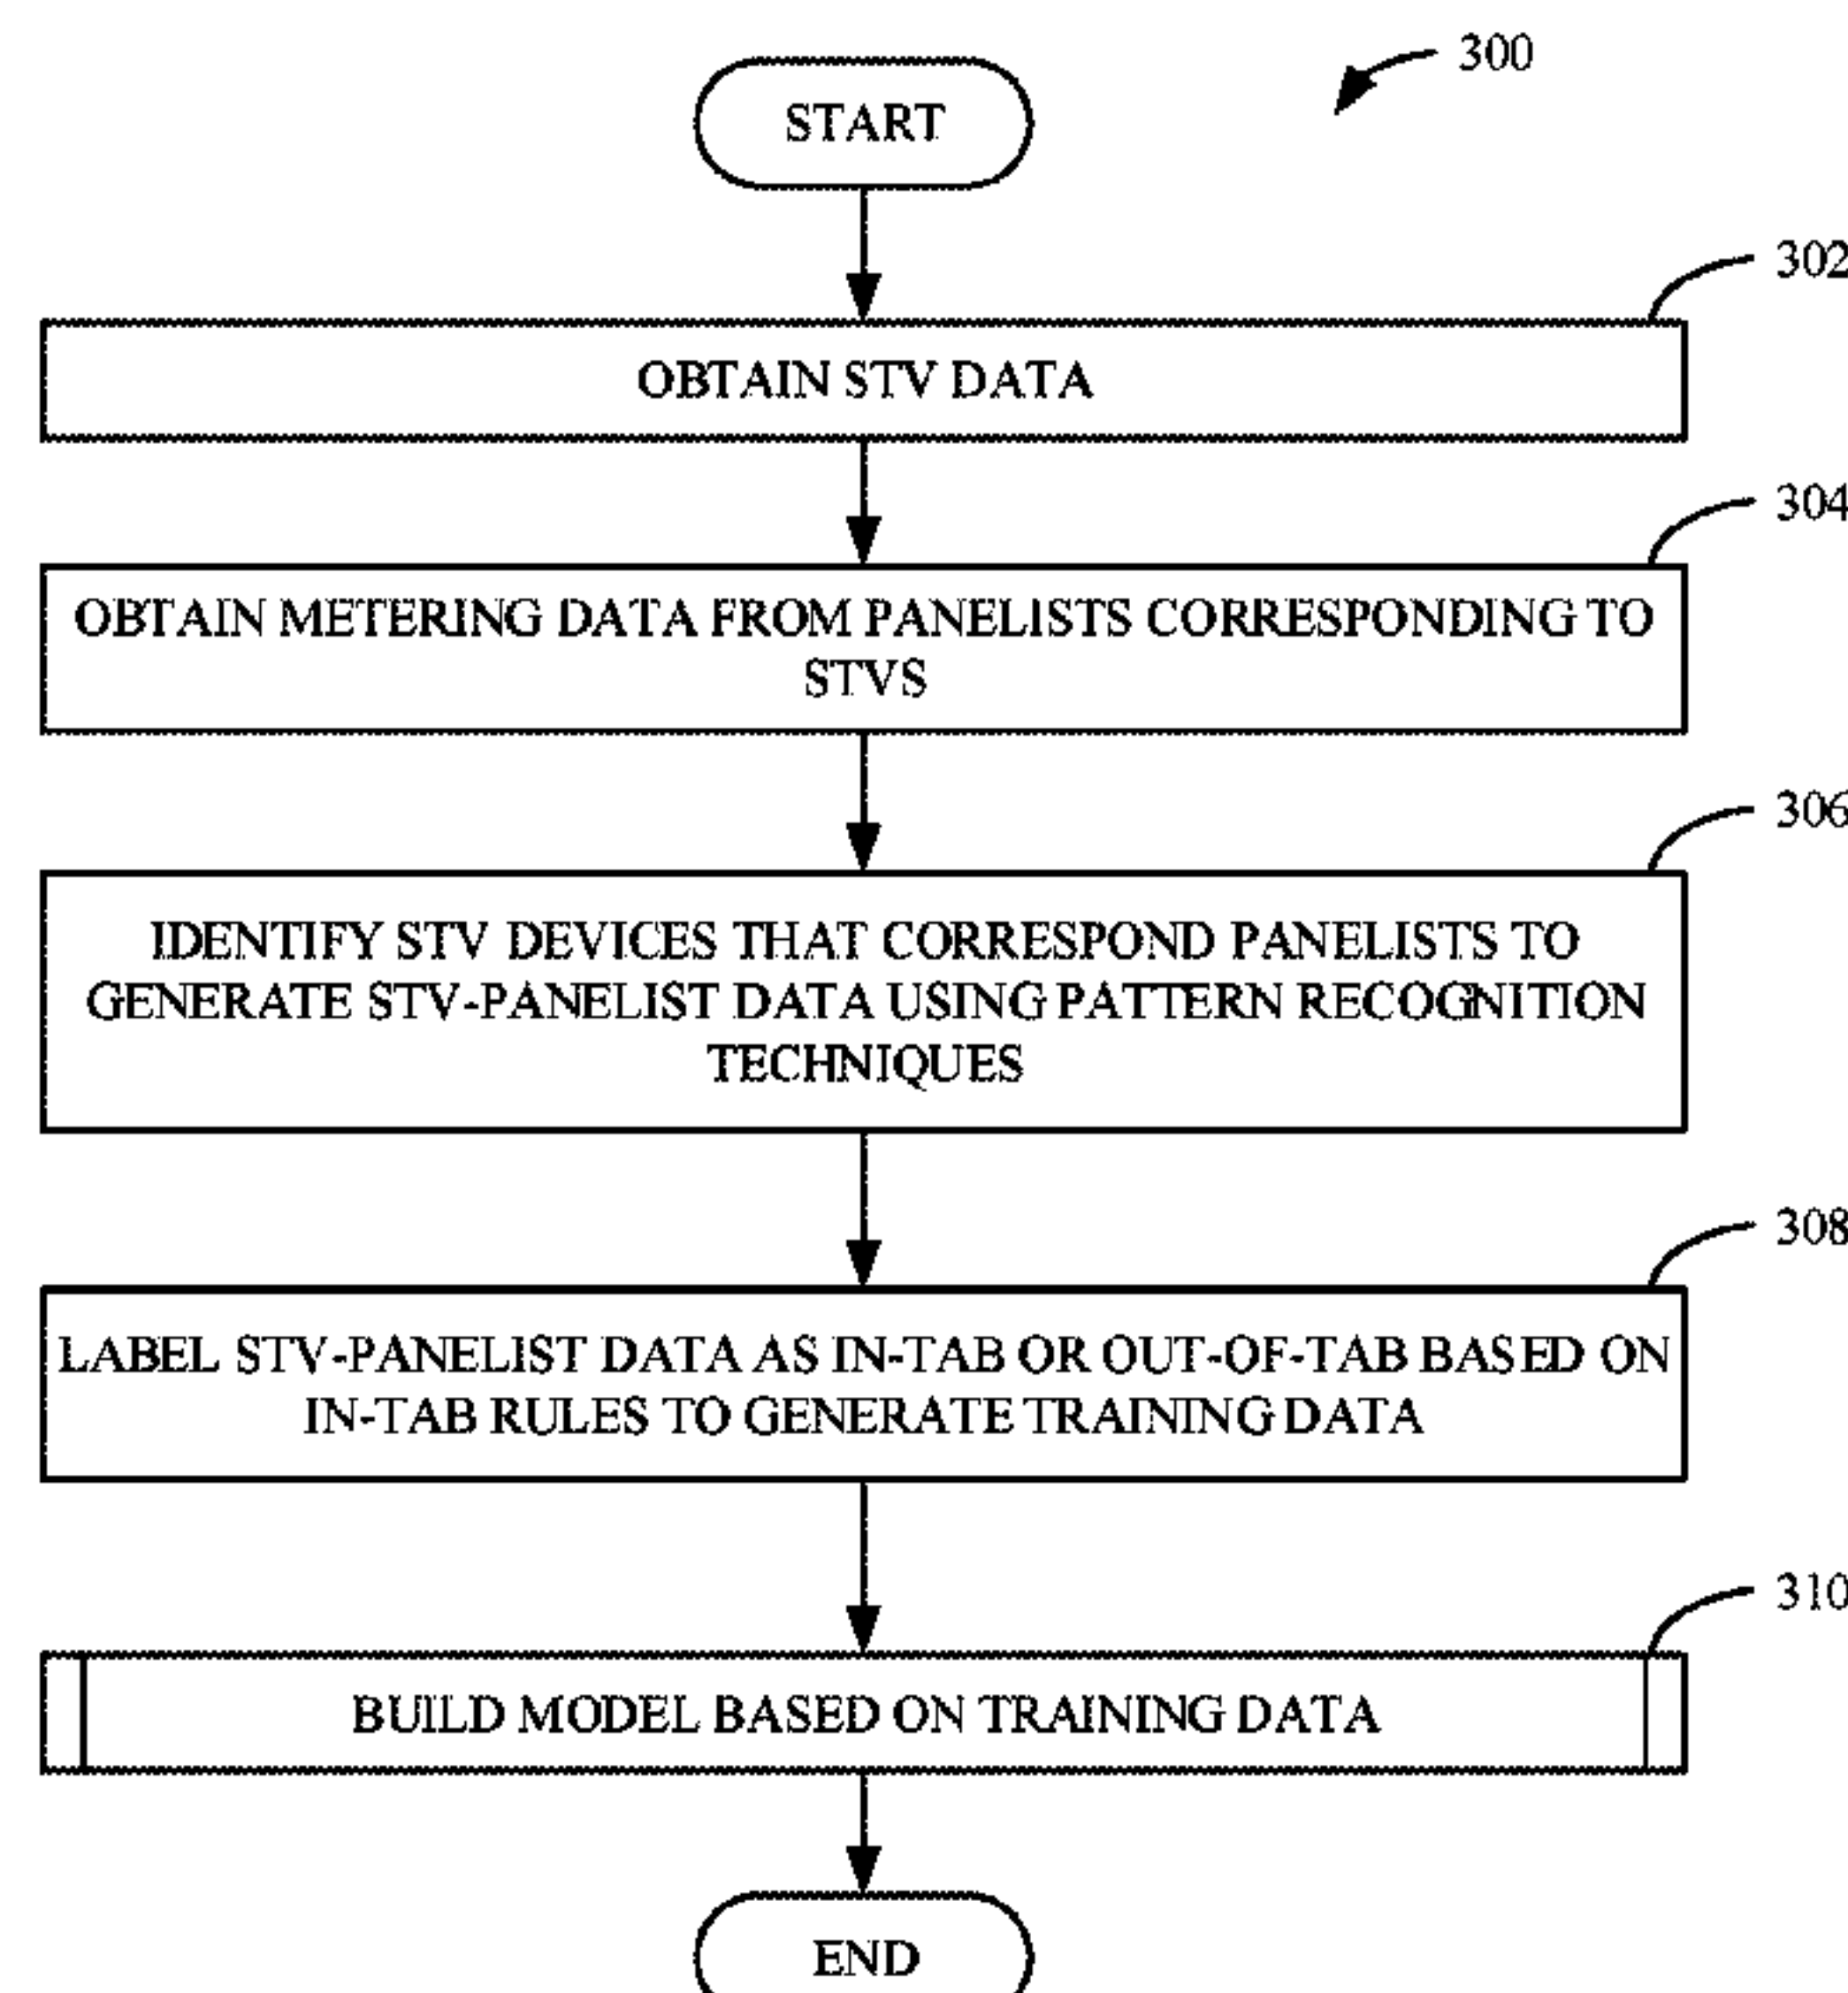 300
START
302
OBTAIN STV DATA
304
OBTAIN METERING DATA FROM PANELISTS CORRESPONDING TO
STVS
306
IDENTIFY STV DEVICES THAT CORRESPOND PANELISTS TO
GENERATE STV-PANELIST DATA USING PATTERN RECOGNITION
TECHNIQUES
308
LABEL STV-PANELIST DATA AS IN-TAB OR OUT-OF-TAB BASED ON
IN-TAB RULES TO GENERATE TRAINING DATA
310
BUILD MODEL BASED ON TRAINING DATA
END